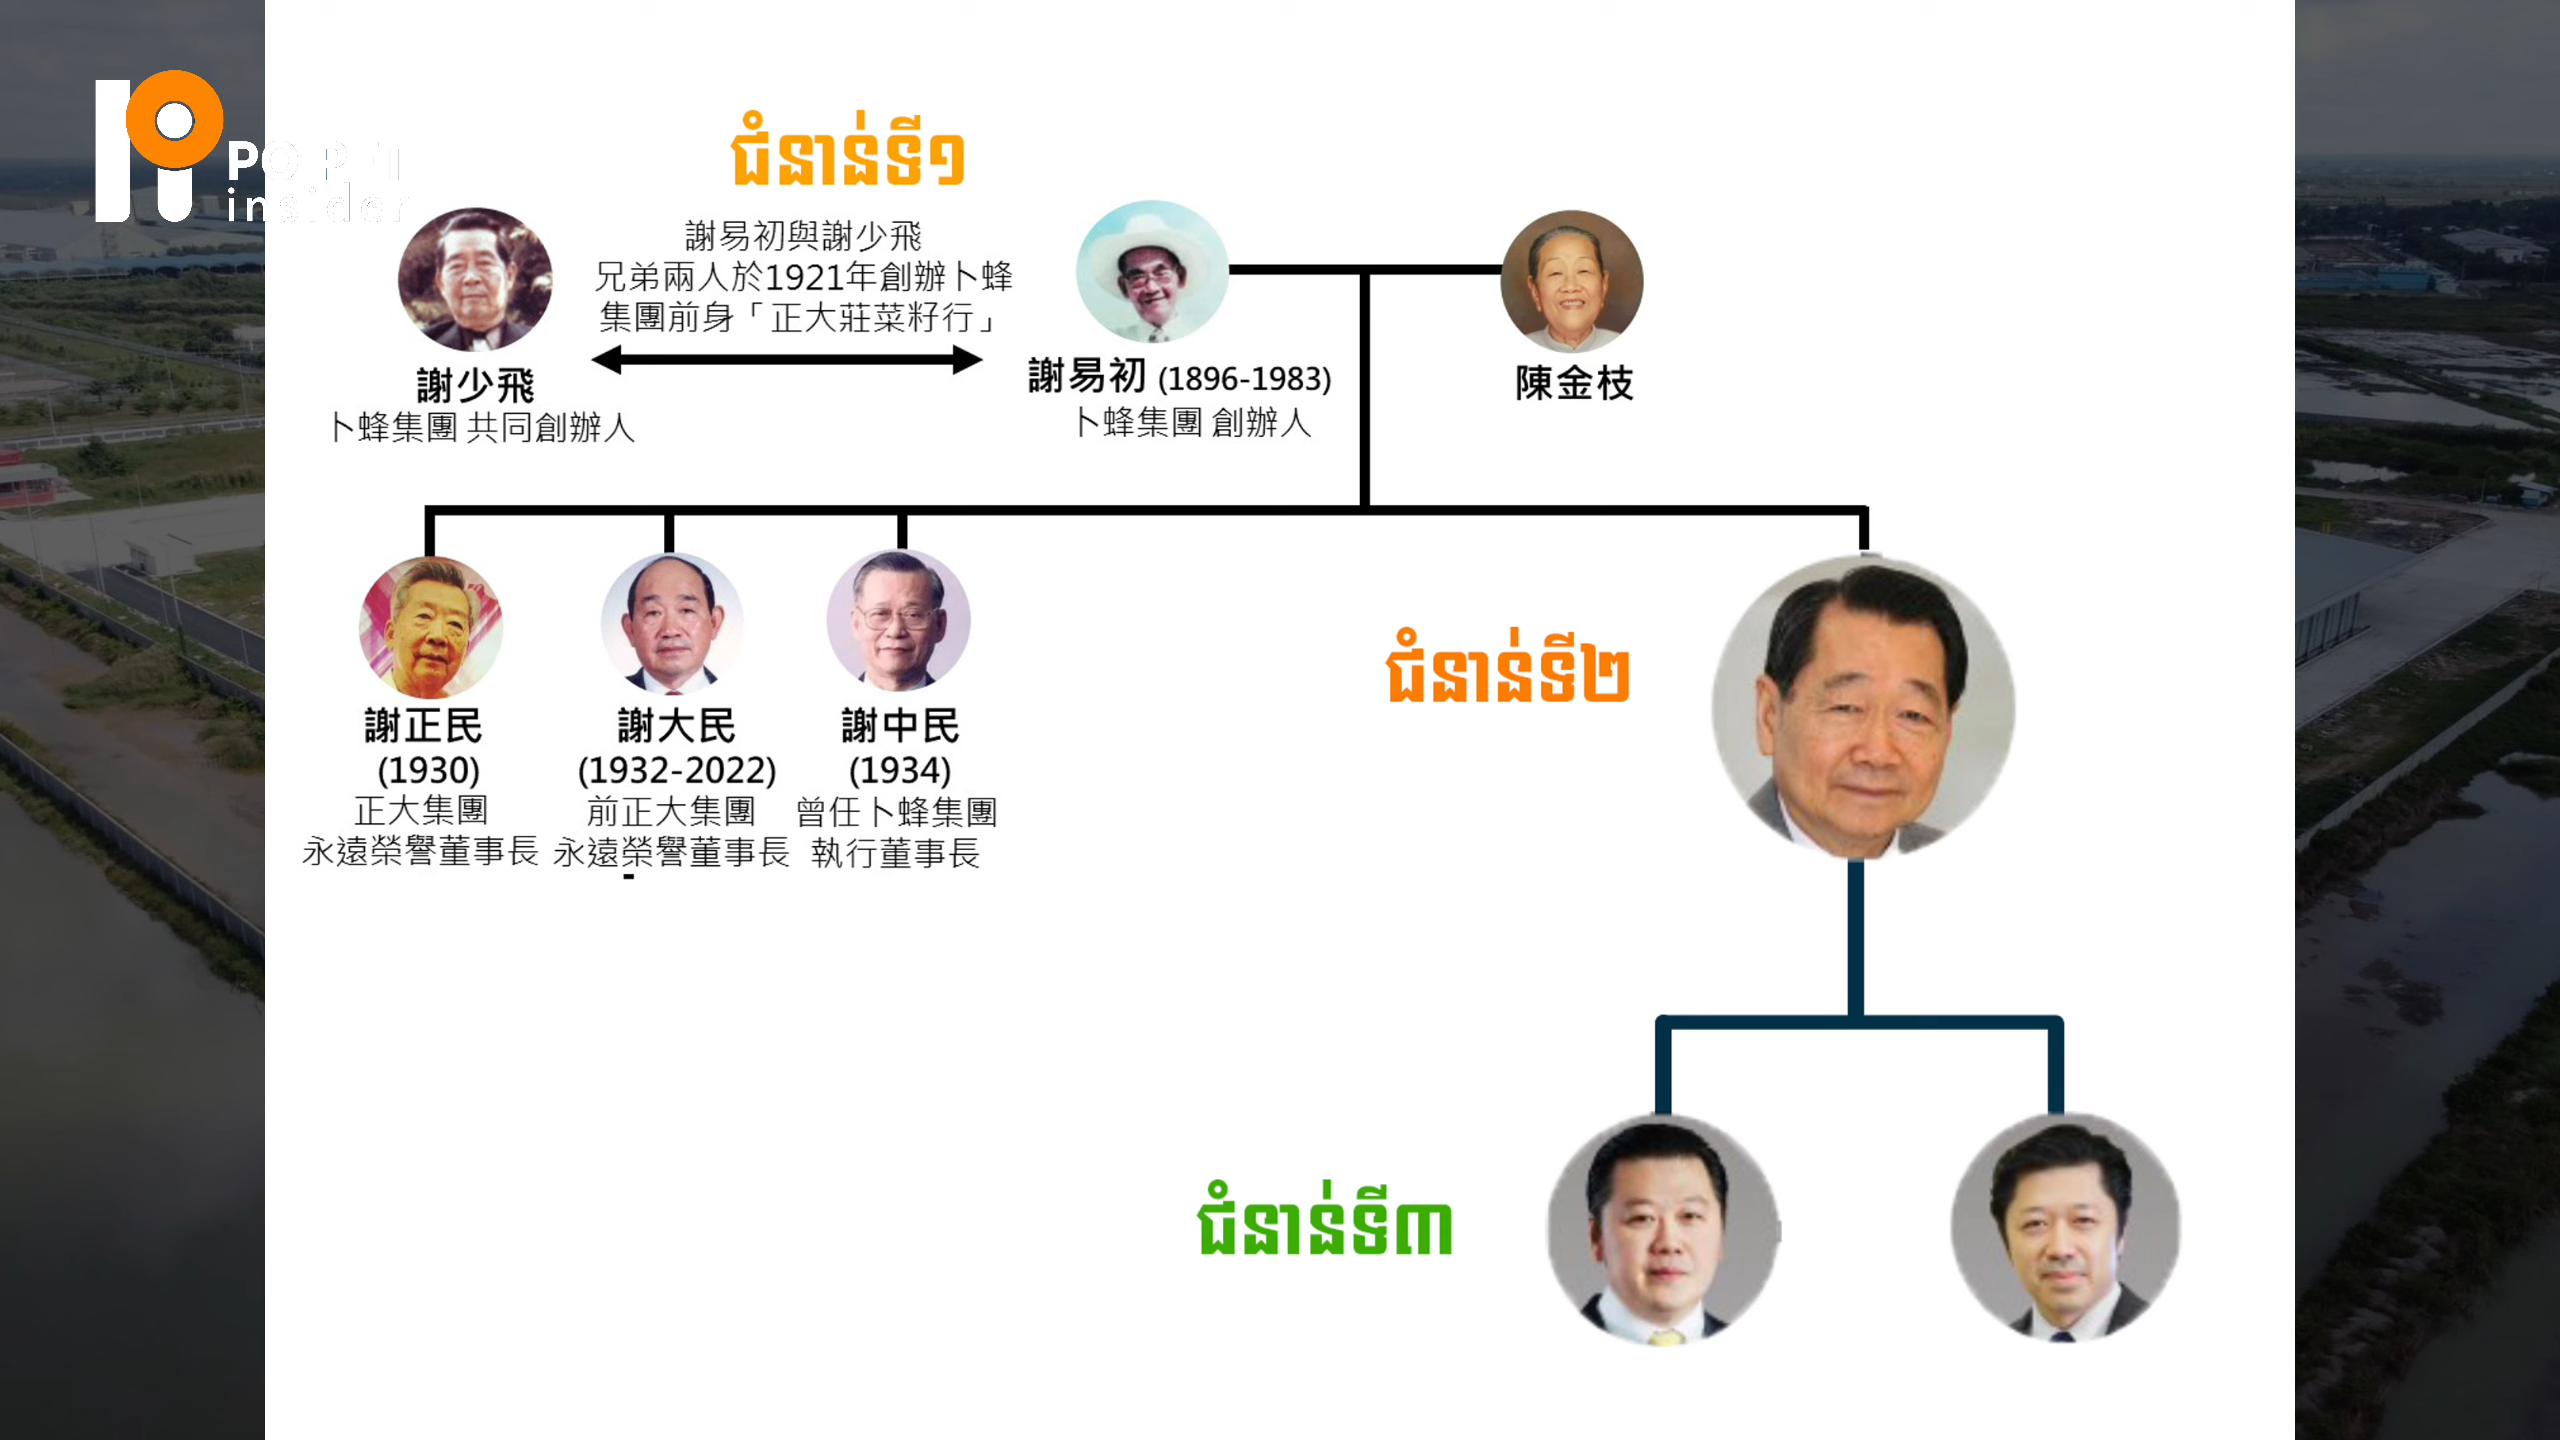 POINT
insider
ជំនាន់ទី១
謝易初與謝少飛
兄弟兩人於1921年創辦卜蜂
集團前身「正大莊菜籽行」
謝少飛
卜蜂集團 共同創辦人
謝易初 (1896-1983)
卜蜂集團 創辦人
陳金枝
謝正民
(1930)
正大集團
永遠榮譽董事長
謝大民
(1932-2022)
前正大集團
永遠榮譽董事長
謝中民
(1934)
曾任卜蜂集團
執行董事長
ជំនាន់ទី២
ជំនាន់ទី៣